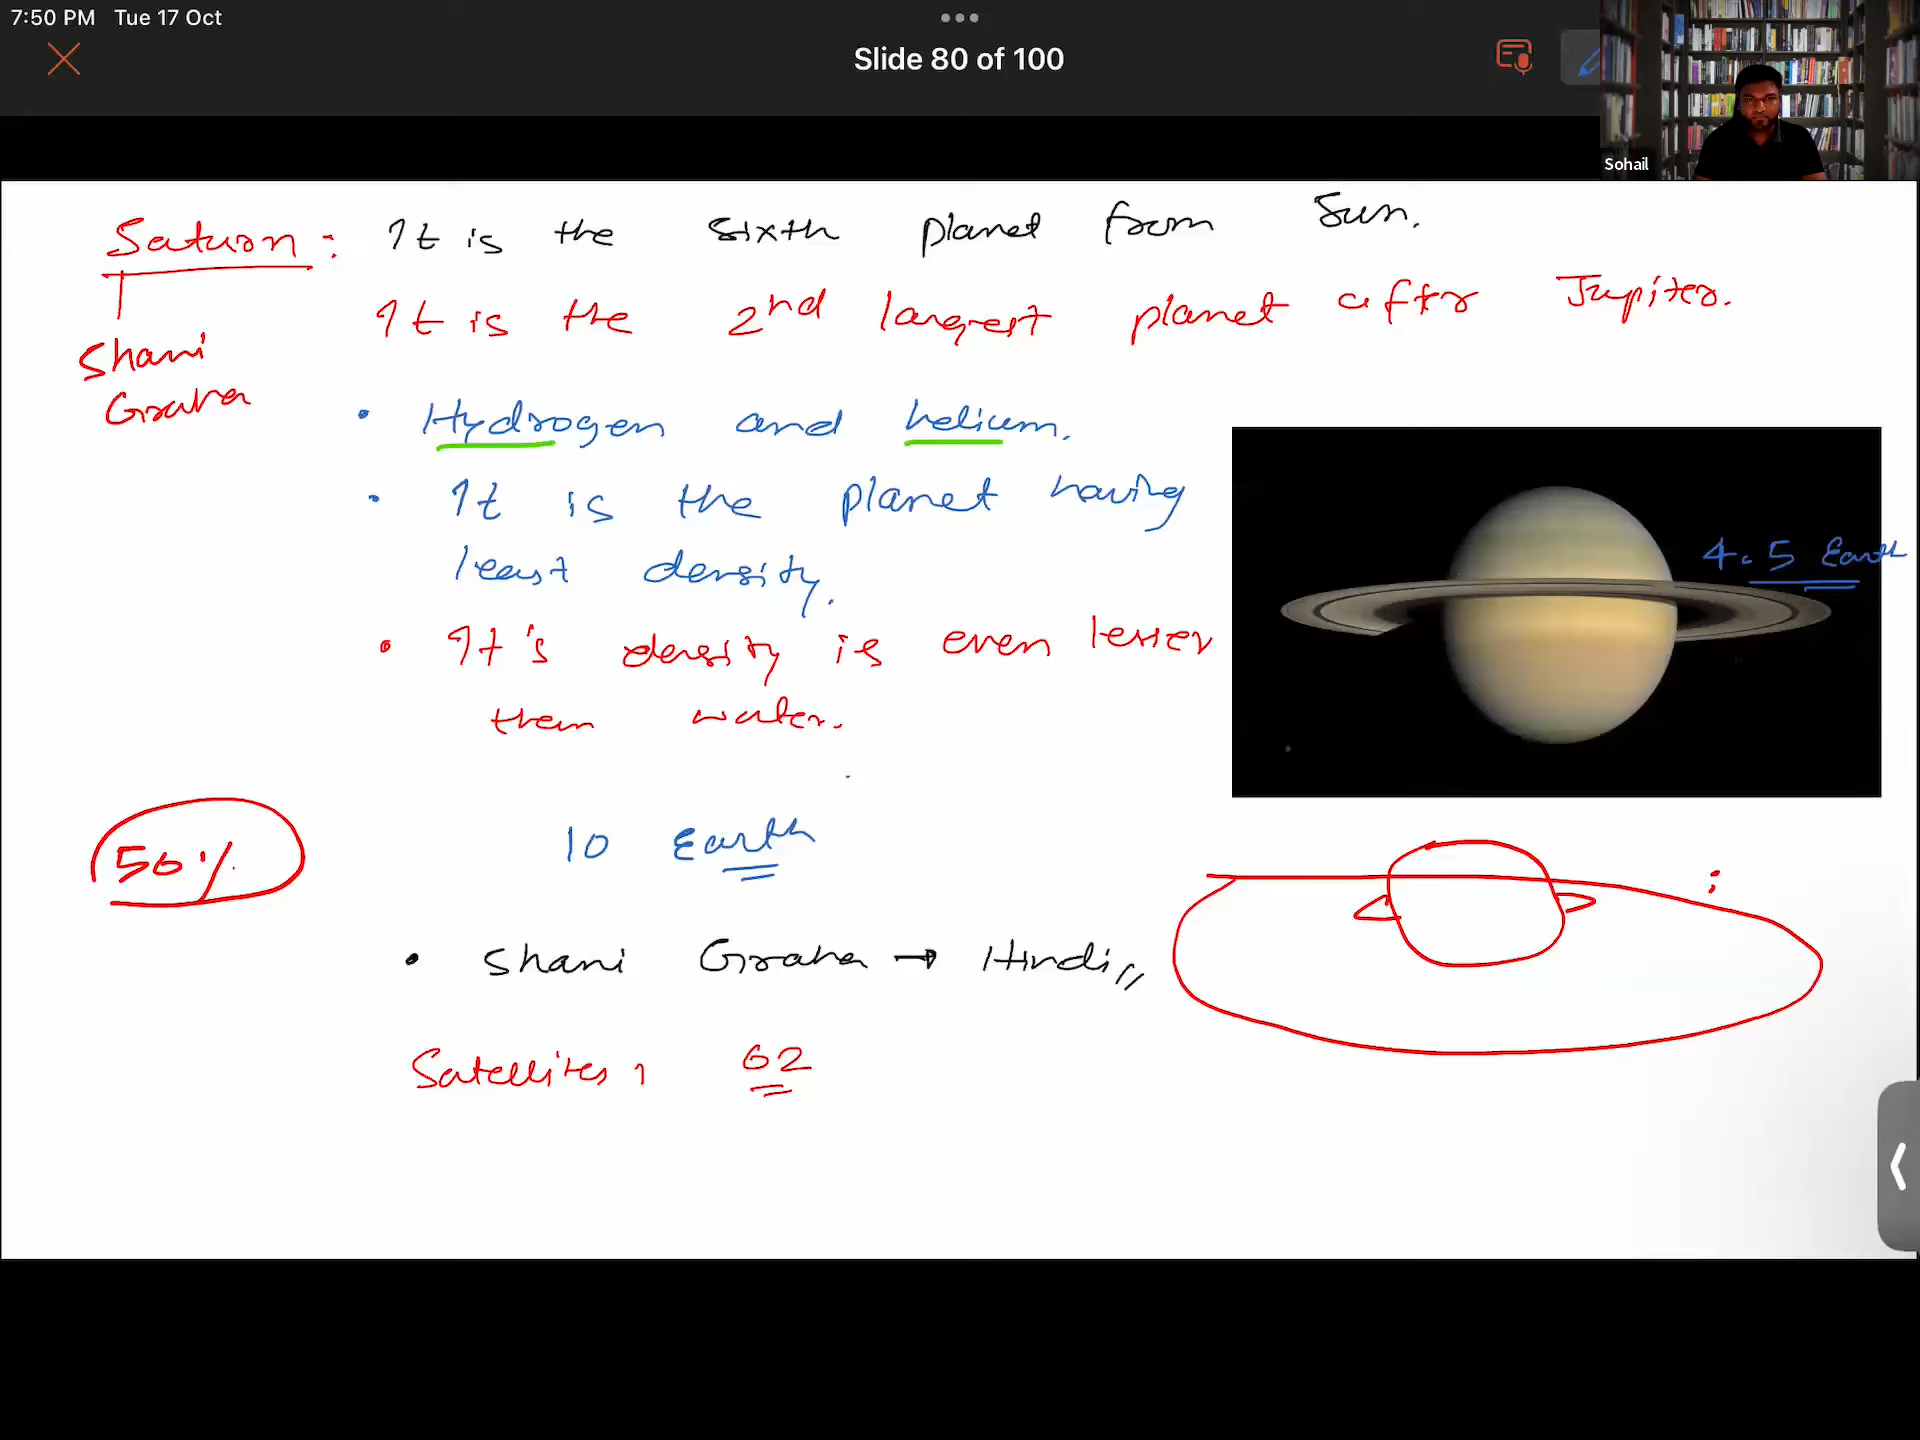 7:50 PM Tue 17 Oct
Slide 80 of 100
Sohail
Saturn : It is the sixth planet from Sun.
It is the 2nd largest planet after Jupiter.
Shani
Graha
• Hydrogen and helium.
• It is the planet having
least density.
4.5 Earth
• It's density is even lesser
then water.
50%
10 Earth
• Shani Graha → Hindi
Satellites, 62